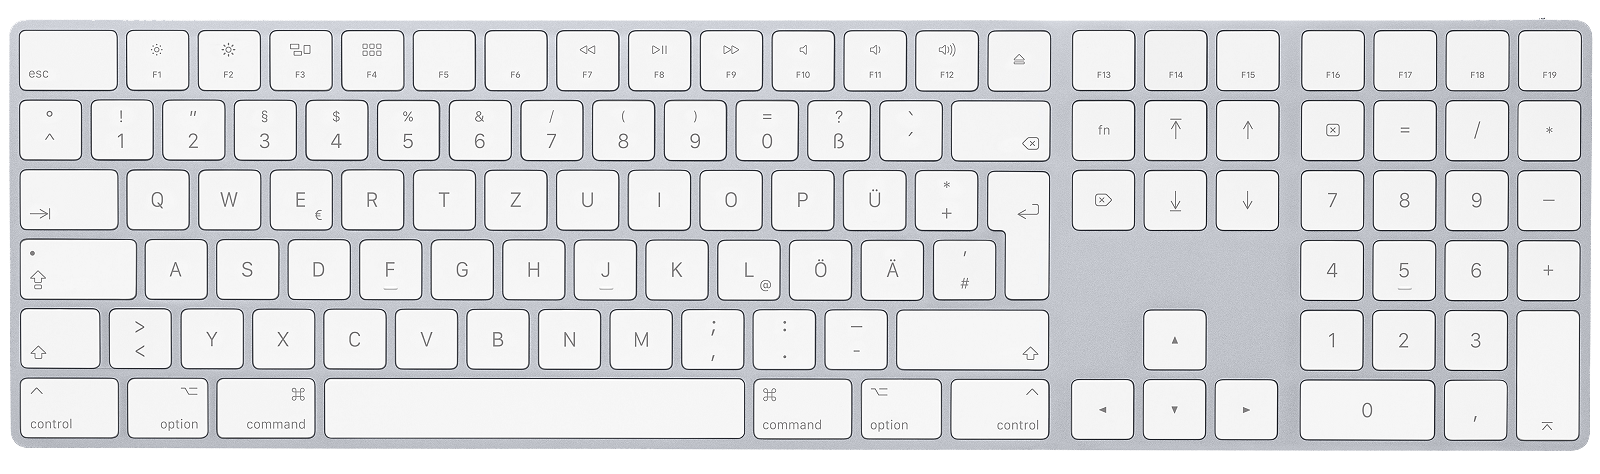 esc F1 F2 F3 F4 F5 F6 F7 F8 F9 F10 F11 F12 F13 F14 F15 F16 F17 F18 F19
° ! " § $ % & / ( ) = ? `
^ 1 2 3 4 5 6 7 8 9 0 ß ´ fn = / *
Q W E € R T Z U I O P Ü * + 7 8 9 −
A S D F G H J K L @ Ö Ä ' # 4 5 6 +
> ; : _
< Y X C V B N M , . - 1 2 3
^ ⌥ ⌘ ⌘ ⌥ ^
control option command command option control 0 ,